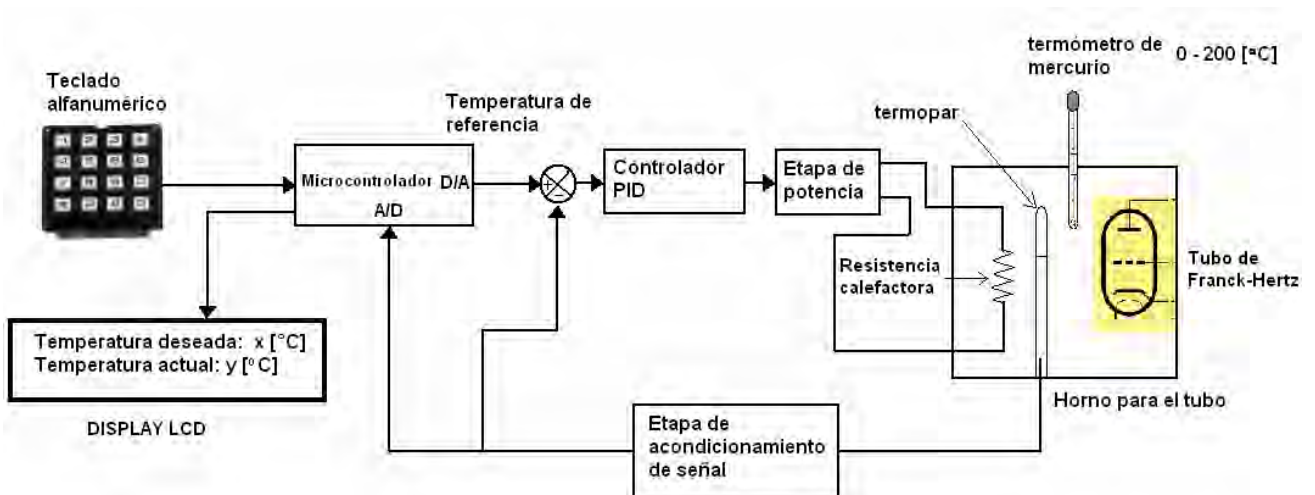 termómetro de
mercurio
0 - 200 [°C]
Teclado
alfanumérico
Temperatura de
referencia
termopar
Microcontrolador D/A
A/D
+
-
Controlador
PID
Etapa de
potencia
Resistencia
calefactora
Tubo de
Franck-Hertz
Temperatura deseada: x [°C]
Temperatura actual: y [°C]
DISPLAY LCD
Horno para el tubo
Etapa de
acondicionamiento
de señal